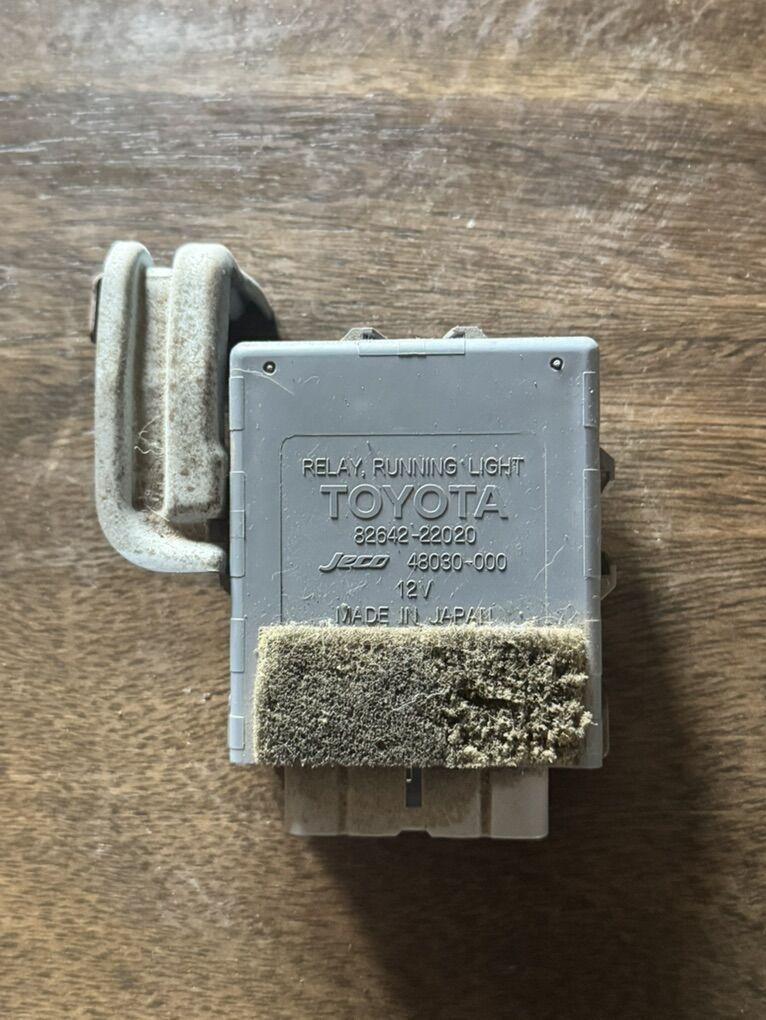 RELAY, RUNNING LIGHT
TOYOTA
82642-22020
Jeco 48030-000
12V
MADE IN JAPAN